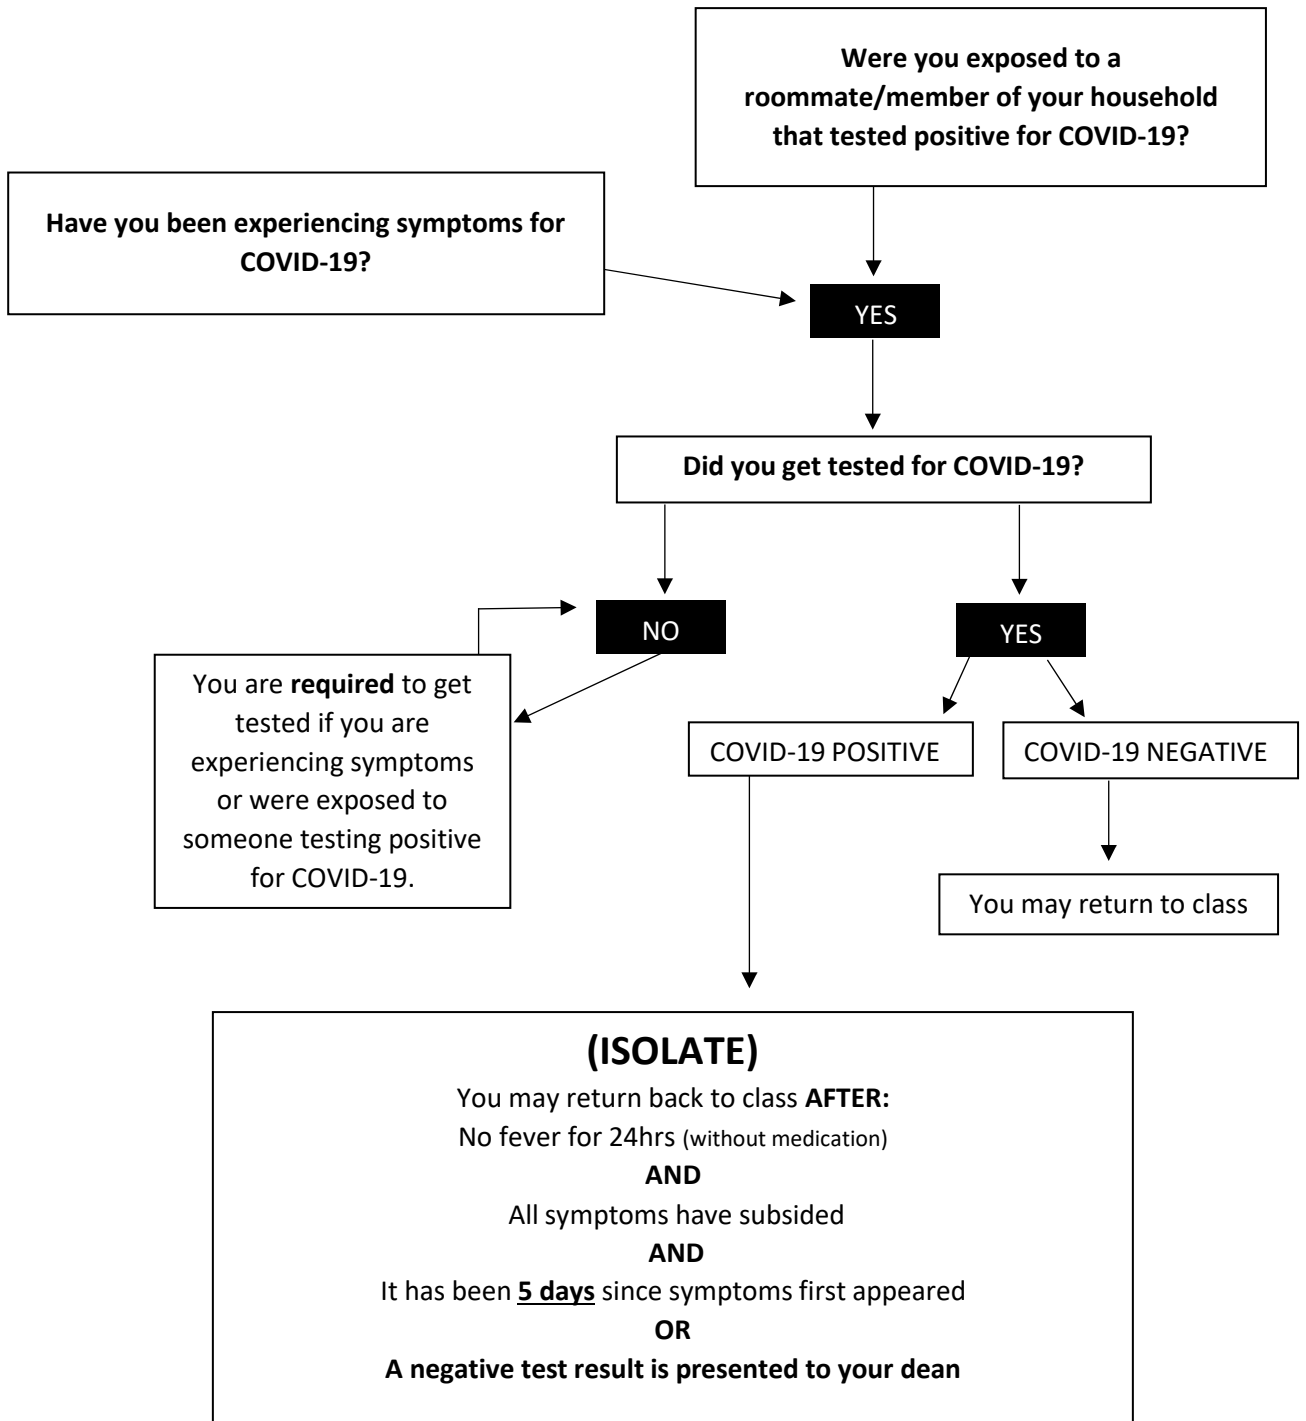 Were you exposed to a
roommate/member of your household
that tested positive for COVID-19?
Have you been experiencing symptoms for
COVID-19?
YES
Did you get tested for COVID-19?
NO
YES
You are required to get
tested if you are
experiencing symptoms
or were exposed to
someone testing positive
for COVID-19.
COVID-19 POSITIVE
COVID-19 NEGATIVE
You may return to class
(ISOLATE)
You may return back to class AFTER:
No fever for 24hrs (without medication)
AND
All symptoms have subsided
AND
It has been 5 days since symptoms first appeared
OR
A negative test result is presented to your dean